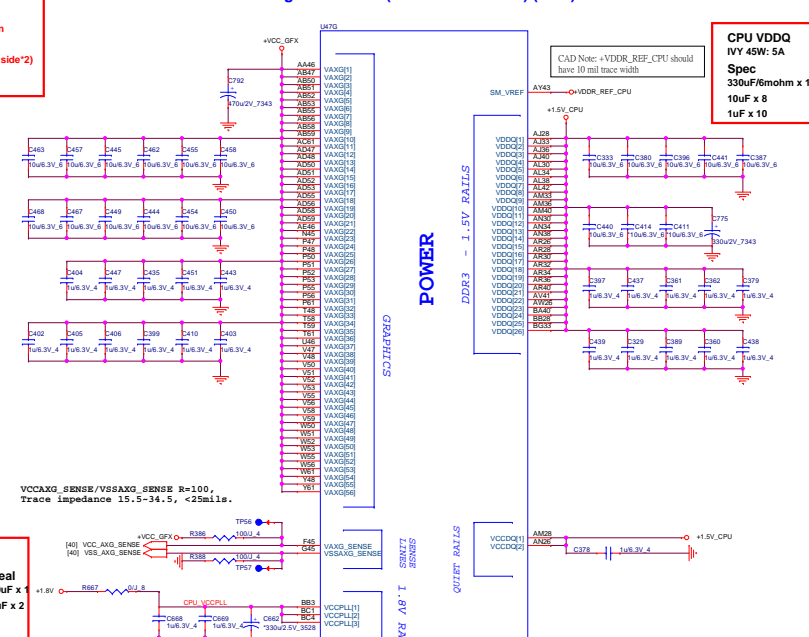 U47G
+VCC_GFX
side*2)
C792
470u/2V_7343
AA46 VAXG[1]
AB47 VAXG[2]
AB50 VAXG[3]
AB51 VAXG[4]
AB52 VAXG[5]
AB53 VAXG[6]
AB55 VAXG[7]
AB56 VAXG[8]
AB58 VAXG[9]
AB59 VAXG[10]
AC61 VAXG[11]
AD47 VAXG[12]
AD48 VAXG[13]
AD50 VAXG[14]
AD51 VAXG[15]
AD52 VAXG[16]
AD53 VAXG[17]
AD55 VAXG[18]
AD56 VAXG[19]
AD58 VAXG[20]
AD59 VAXG[21]
AE46 VAXG[22]
N45 VAXG[23]
P47 VAXG[24]
P48 VAXG[25]
P50 VAXG[26]
P51 VAXG[27]
P52 VAXG[28]
P53 VAXG[29]
P55 VAXG[30]
P56 VAXG[31]
P61 VAXG[32]
T48 VAXG[33]
T58 VAXG[34]
T59 VAXG[35]
T61 VAXG[36]
U46 VAXG[37]
V47 VAXG[38]
V48 VAXG[39]
V50 VAXG[40]
V51 VAXG[41]
V52 VAXG[42]
V53 VAXG[43]
V55 VAXG[44]
V56 VAXG[45]
V58 VAXG[46]
V59 VAXG[47]
W50 VAXG[48]
W51 VAXG[49]
W52 VAXG[50]
W53 VAXG[51]
W55 VAXG[52]
W56 VAXG[53]
W61 VAXG[54]
Y48 VAXG[55]
Y61 VAXG[56]
C463 C457 C445 C462 C455 C458
10u/6.3V_6 10u/6.3V_6 10u/6.3V_6 10u/6.3V_6 10u/6.3V_6 10u/6.3V_6
C468 C467 C449 C444 C454 C450
10u/6.3V_6 10u/6.3V_6 10u/6.3V_6 10u/6.3V_6 10u/6.3V_6 10u/6.3V_6
C404 C447 C435 C451 C443
1u/6.3V_4 1u/6.3V_4 1u/6.3V_4 1u/6.3V_4 1u/6.3V_4
C402 C405 C406 C399 C410 C403
1u/6.3V_4 1u/6.3V_4 1u/6.3V_4 1u/6.3V_4 1u/6.3V_4 1u/6.3V_4
GRAPHICS
POWER
DDR3 - 1.5V RAILS
CAD Note: +VDDR_REF_CPU should
have 10 mil trace width
SM_VREF AY43 +VDDR_REF_CPU
+1.5V_CPU
CPU VDDQ
IVY 45W: 5A
Spec
330uF/6mohm x 1
10uF x 8
1uF x 10
VDDQ[1] AJ28
VDDQ[2] AJ33
VDDQ[3] AJ36
VDDQ[4] AJ40
VDDQ[5] AL30
VDDQ[6] AL34
VDDQ[7] AL38
VDDQ[8] AL42
VDDQ[9] AM33
VDDQ[10] AM36
VDDQ[11] AM40
VDDQ[12] AN30
VDDQ[13] AN34
VDDQ[14] AN38
VDDQ[15] AR26
VDDQ[16] AR28
VDDQ[17] AR30
VDDQ[18] AR32
VDDQ[19] AR34
VDDQ[20] AR36
VDDQ[21] AR40
VDDQ[22] AV41
VDDQ[23] AW26
VDDQ[24] BA40
VDDQ[25] BB28
VDDQ[26] BG33
C333 C380 C396 C441 C387
10u/6.3V_6 10u/6.3V_6 10u/6.3V_6 10u/6.3V_6 10u/6.3V_6
C440 C414 C411 C775
10u/6.3V_6 *10u/6.3V_6 10u/6.3V_6 330u/2V_7343
C397 C437 C361 C362 C379
1u/6.3V_4 1u/6.3V_4 1u/6.3V_4 1u/6.3V_4 1u/6.3V_4
C439 C329 C389 C360 C438
1u/6.3V_4 1u/6.3V_4 1u/6.3V_4 1u/6.3V_4 1u/6.3V_4
VCCAXG_SENSE/VSSAXG_SENSE R=100,
Trace impedance 15.5-34.5, <25mils.
TP56
+VCC_GFX R386 100/J_4
[40] VCC_AXG_SENSE F45 VAXG_SENSE
[40] VSS_AXG_SENSE G45 VSSAXG_SENSE
R388 100/J_4
TP57
SENSE
LINES
QUIET RAILS
VCCDQ[1] AM28 +1.5V_CPU
VCCDQ[2] AN26
C378 1u/6.3V_4
+1.8V R667 0/J_8
CPU_VCCPLL
BB3 VCCPLL[1]
BC1 VCCPLL[2]
BC4 VCCPLL[3]
C668 C669 C662
1u/6.3V_4 1u/6.3V_4 *330u/2.5V_3528
1.8V RA
eal
uF x 1
F x 2